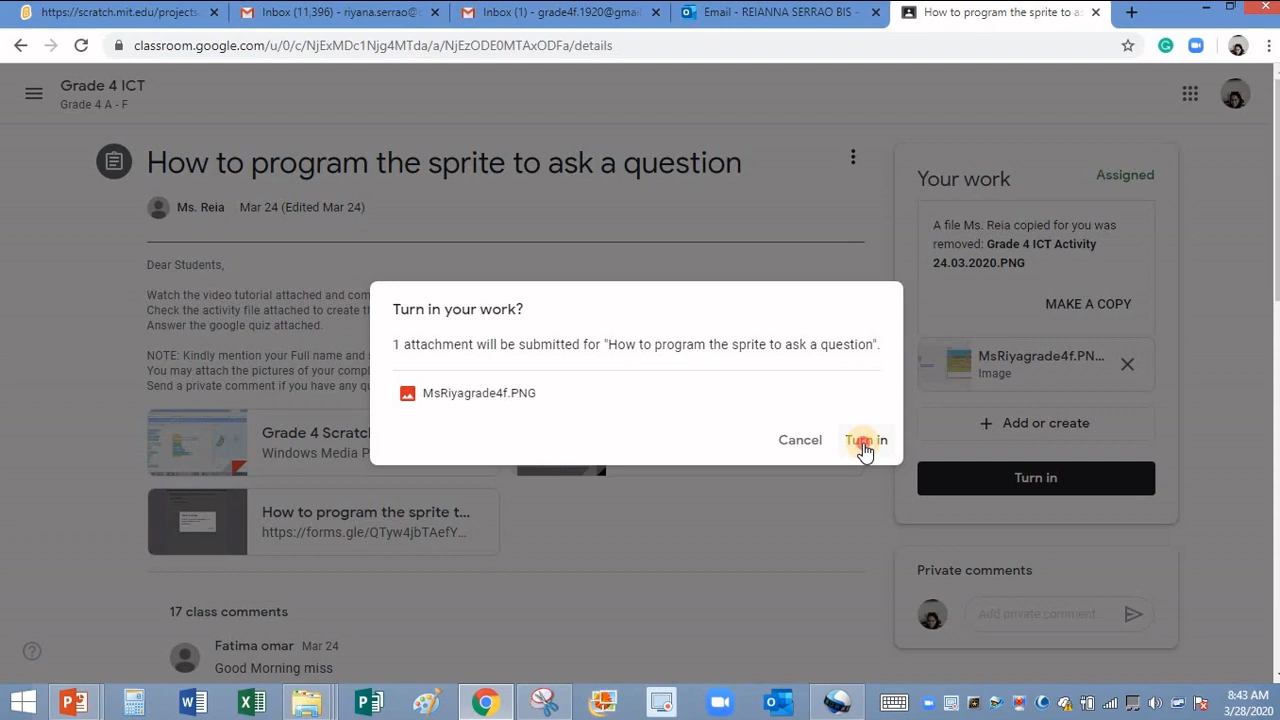 https://scratch.mit.edu/projects
Inbox (11,396) - riyana.serrao@
Inbox (1) - grade4f.1920@gmai
Email - REIANNA SERRAO BIS -
How to program the sprite to as
classroom.google.com/u/0/c/NjExMDc1Njg4MTda/a/NjEzODE0MTAxODFa/details
Grade 4 ICT
Grade 4 A - F
How to program the sprite to ask a question
Ms. Reia Mar 24 (Edited Mar 24)
Dear Students,
Watch the video tutorial attached and com
Check the activity file attached to create th
Answer the google quiz attached.
NOTE: Kindly mention your Full name and s
You may attach the pictures of your comp
Send a private comment if you have any qu
Grade 4 Scratch
Windows Media P
How to program the sprite t...
https://forms.gle/QTyw4jbTAefY...
17 class comments
Fatima omar Mar 24
Good Morning miss
Turn in your work?
1 attachment will be submitted for "How to program the sprite to ask a question".
MsRiyagrade4f.PNG
Cancel
Turn in
Your work
Assigned
A file Ms. Reia copied for you was
removed: Grade 4 ICT Activity
24.03.2020.PNG
MAKE A COPY
MsRiyagrade4f.PN...
Image
+ Add or create
Turn in
Private comments
Add private comment...
8:43 AM
3/28/2020